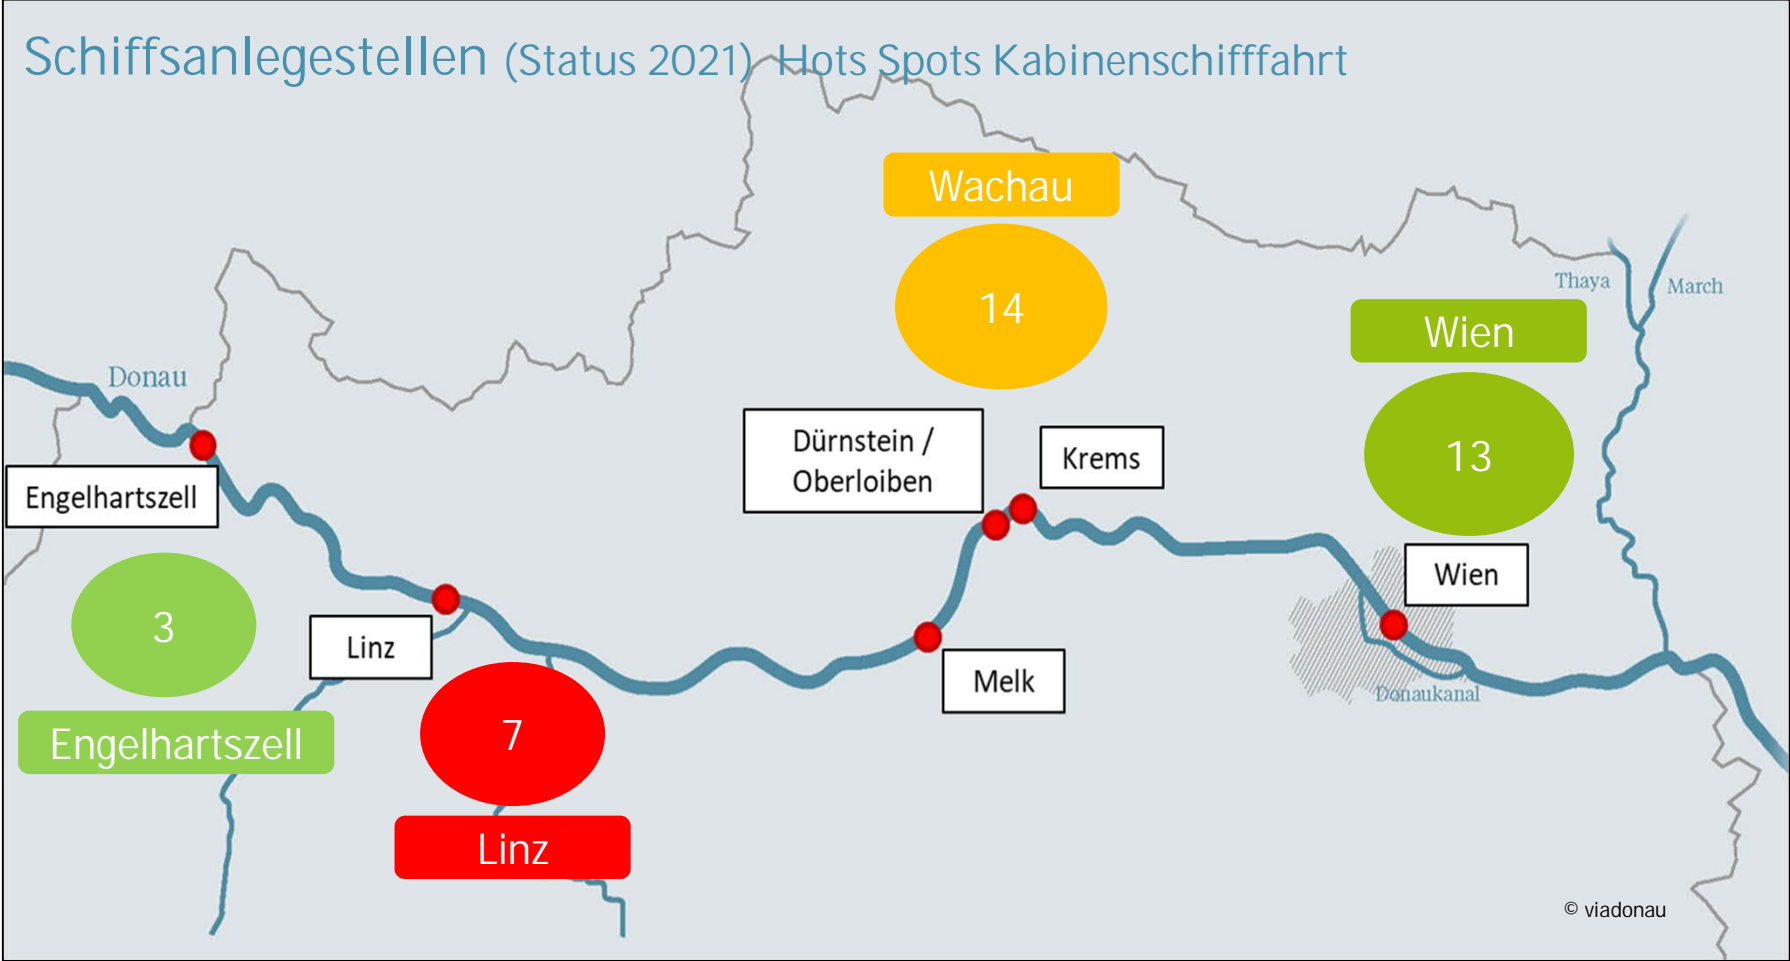 Schiffsanlegestellen (Status 2021) Hots Spots Kabinenschifffahrt
Wachau
14
Thaya
March
Wien
13
Donau
Dürnstein /
Oberloiben
Krems
Engelhartszell
Wien
3
Linz
Melk
Donaukanal
Engelhartszell
7
Linz
© viadonau